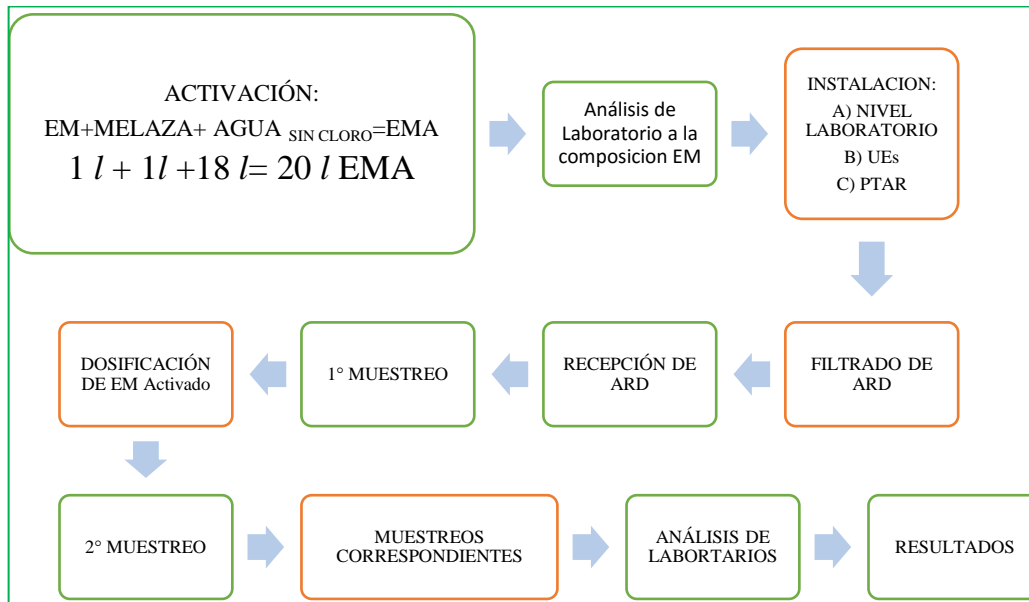 ACTIVACIÓN:
EM+MELAZA+ AGUA SIN CLORO=EMA
1 l + 1l +18 l= 20 l EMA
Análisis de
Laboratorio a la
composicion EM
INSTALACION:
A) NIVEL
LABORATORIO
B) UEs
C) PTAR
FILTRADO DE
ARD
RECEPCIÓN DE
ARD
1° MUESTREO
DOSIFICACIÓN
DE EM Activado
2° MUESTREO
MUESTREOS
CORRESPONDIENTES
ANÁLISIS DE
LABORTARIOS
RESULTADOS